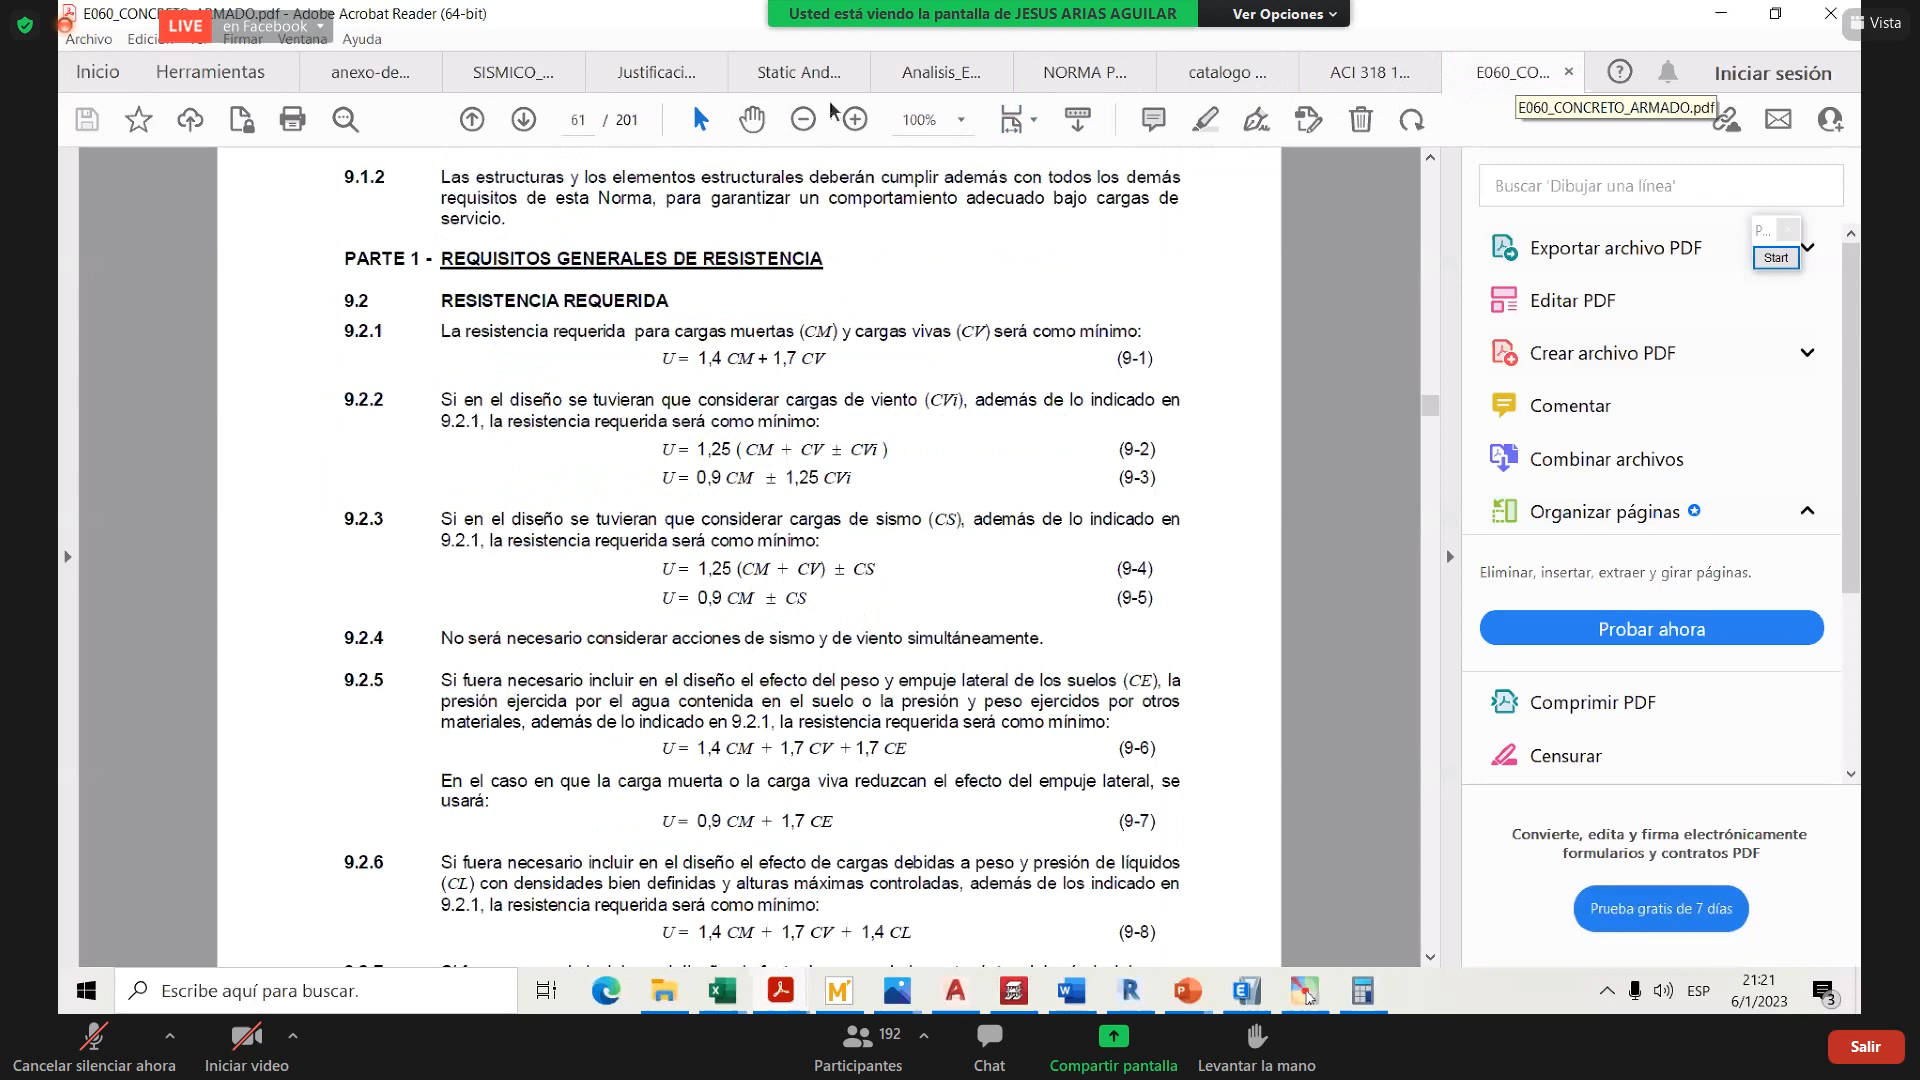 E060_CONCRETO_ARMADO.pdf - Adobe Acrobat Reader (64-bit)
LIVE en Facebook
Usted está viendo la pantalla de JESUS ARIAS AGUILAR
Ver Opciones
Vista
Archivo Firmar Ventana Ayuda
Inicio Herramientas anexo-de... SISMICO_... Justificaci... Static And... Analisis_E... NORMA P... catalogo ... ACI 318 1... E060_CO... × Iniciar sesión
E060_CONCRETO_ARMADO.pdf
61 / 201 100%
9.1.2 Las estructuras y los elementos estructurales deberán cumplir además con todos los demás
requisitos de esta Norma, para garantizar un comportamiento adecuado bajo cargas de
servicio.
PARTE 1 - REQUISITOS GENERALES DE RESISTENCIA
9.2 RESISTENCIA REQUERIDA
9.2.1 La resistencia requerida para cargas muertas (CM) y cargas vivas (CV) será como mínimo:
U = 1,4 CM + 1,7 CV (9-1)
9.2.2 Si en el diseño se tuvieran que considerar cargas de viento (CVi), además de lo indicado en
9.2.1, la resistencia requerida será como mínimo:
U = 1,25 ( CM + CV ± CVi ) (9-2)
U = 0,9 CM ± 1,25 CVi (9-3)
9.2.3 Si en el diseño se tuvieran que considerar cargas de sismo (CS), además de lo indicado en
9.2.1, la resistencia requerida será como mínimo:
U = 1,25 (CM + CV) ± CS (9-4)
U = 0,9 CM ± CS (9-5)
9.2.4 No será necesario considerar acciones de sismo y de viento simultáneamente.
9.2.5 Si fuera necesario incluir en el diseño el efecto del peso y empuje lateral de los suelos (CE), la
presión ejercida por el agua contenida en el suelo o la presión y peso ejercidos por otros
materiales, además de lo indicado en 9.2.1, la resistencia requerida será como mínimo:
U = 1,4 CM + 1,7 CV + 1,7 CE (9-6)
En el caso en que la carga muerta o la carga viva reduzcan el efecto del empuje lateral, se
usará:
U = 0,9 CM + 1,7 CE (9-7)
9.2.6 Si fuera necesario incluir en el diseño el efecto de cargas debidas a peso y presión de líquidos
(CL) con densidades bien definidas y alturas máximas controladas, además de los indicado en
9.2.1, la resistencia requerida será como mínimo:
U = 1,4 CM + 1,7 CV + 1,4 CL (9-8)
Buscar 'Dibujar una línea'
P...
Start
Exportar archivo PDF
Editar PDF
Crear archivo PDF
Comentar
Combinar archivos
Organizar páginas
Eliminar, insertar, extraer y girar páginas.
Probar ahora
Comprimir PDF
Censurar
Convierte, edita y firma electrónicamente
formularios y contratos PDF
Prueba gratis de 7 días
Escribe aquí para buscar.
ESP
21:21
6/1/2023
3
Cancelar silenciar ahora
Iniciar video
192
Participantes
Chat
Compartir pantalla
Levantar la mano
Salir